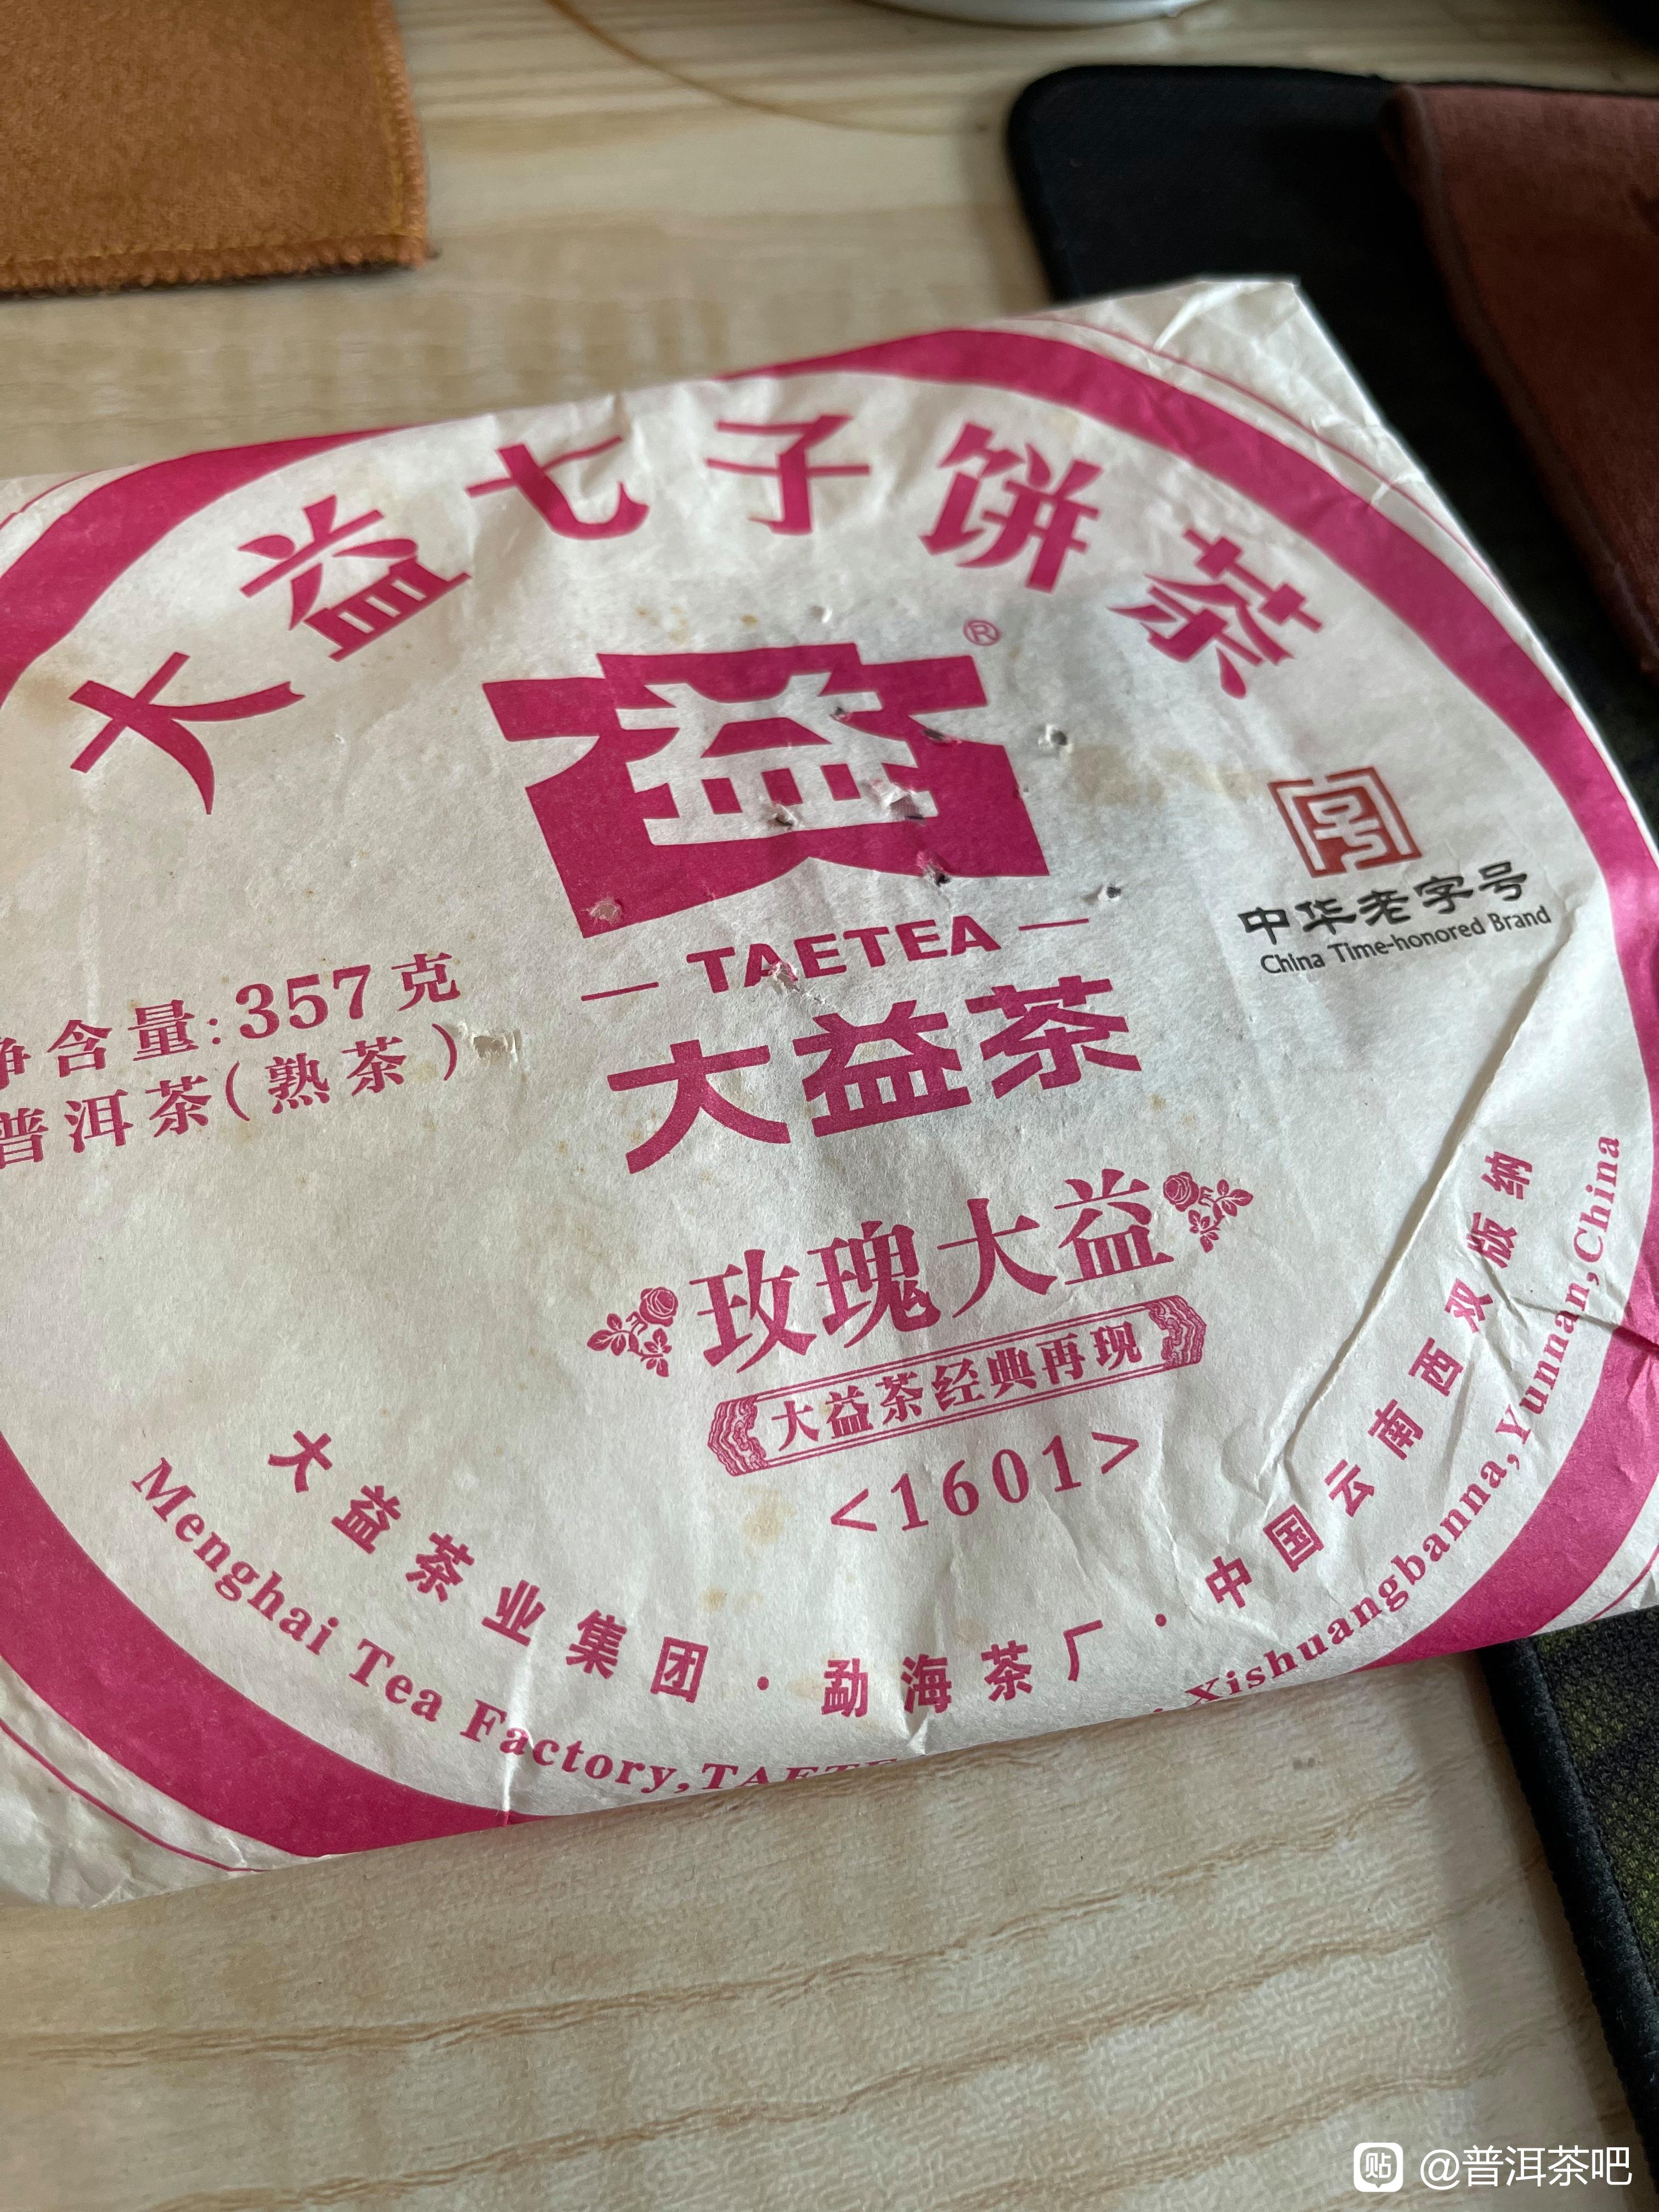 大益七子饼茶
益
®
号
中华老字号
China Time-honored Brand
TAETEA
大益茶
净含量:357克
普洱茶(熟茶)
玫瑰大益
大益茶经典再现
<1601>
大益茶业集团·勐海茶厂·中国云南西双版纳
Menghai Tea Factory,TAETE
Xishuangbanna,Yunnan,China
贴 @普洱茶吧